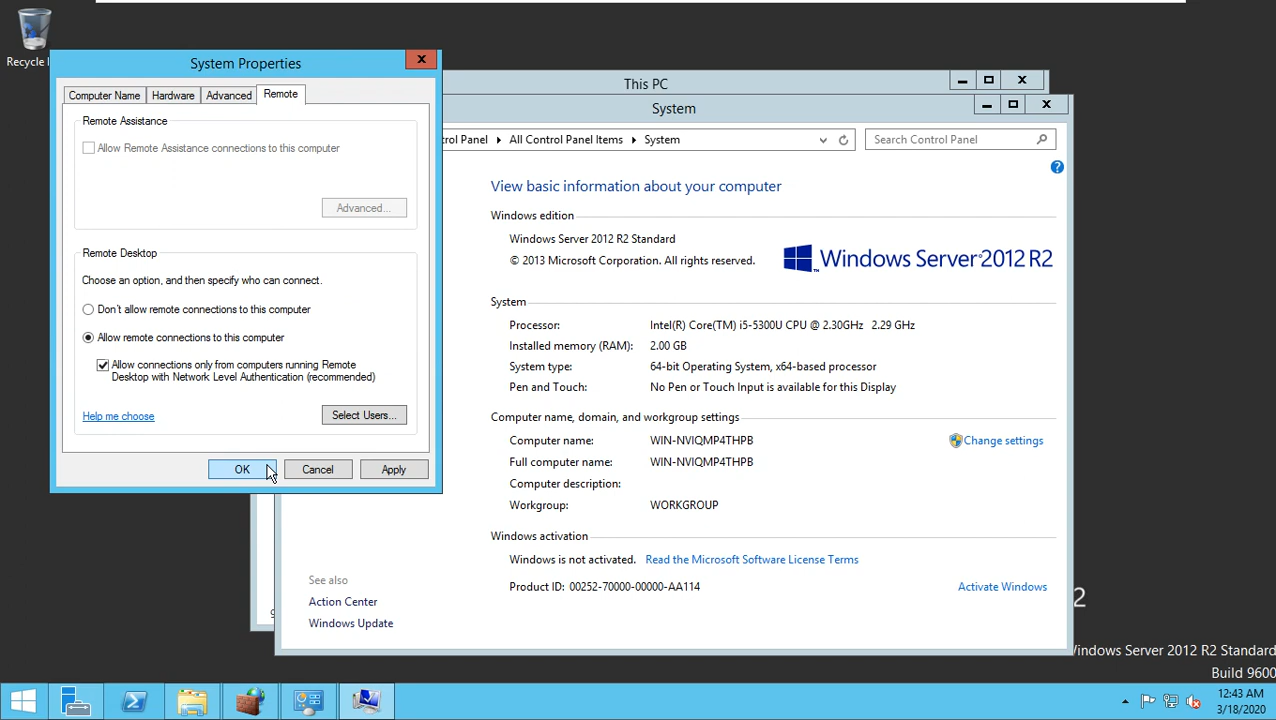 Recycle
System Properties
X
Computer Name
Hardware
Advanced
Remote
Remote Assistance
Allow Remote Assistance connections to this computer
Advanced...
Remote Desktop
Choose an option, and then specify who can connect.
Don't allow remote connections to this computer
Allow remote connections to this computer
Allow connections only from computers running Remote
Desktop with Network Level Authentication (recommended)
Help me choose
Select Users...
OK
Cancel
Apply
This PC
System
rol Panel
All Control Panel Items
System
Search Control Panel
?
View basic information about your computer
Windows edition
Windows Server 2012 R2 Standard
© 2013 Microsoft Corporation. All rights reserved.
Windows Server 2012 R2
System
Processor: Intel(R) Core(TM) i5-5300U CPU @ 2.30GHz 2.29 GHz
Installed memory (RAM): 2.00 GB
System type: 64-bit Operating System, x64-based processor
Pen and Touch: No Pen or Touch Input is available for this Display
Computer name, domain, and workgroup settings
Computer name: WIN-NVIQMP4THPB
Change settings
Full computer name: WIN-NVIQMP4THPB
Computer description:
Workgroup: WORKGROUP
Windows activation
Windows is not activated. Read the Microsoft Software License Terms
Product ID: 00252-70000-00000-AA114
Activate Windows
See also
Action Center
Windows Update
2
Windows Server 2012 R2 Standard
Build 9600
12:43 AM
3/18/2020